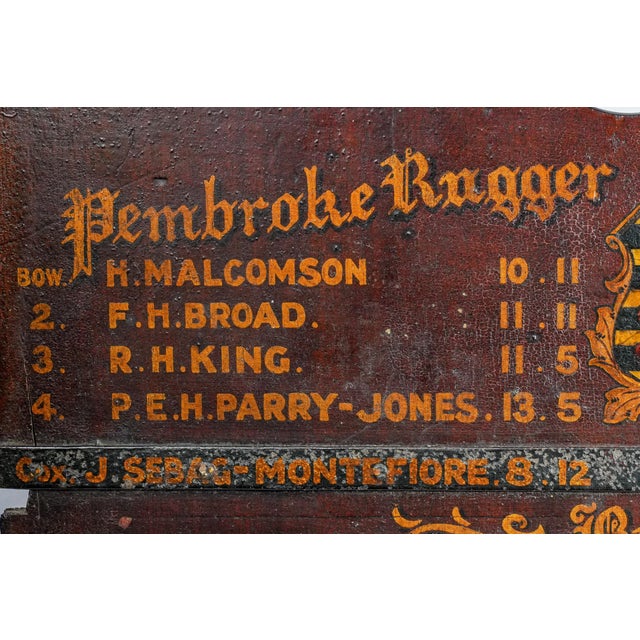 Pembroke Rugger
BOW. H. MALCOMSON 10 . 11
2. F.H. BROAD. 11 . 11
3. R.H. KING. 11 . 5
4. P.E.H. PARRY-JONES. 13. 5
Cox. J SEBAG-MONTEFIORE. 8. 12